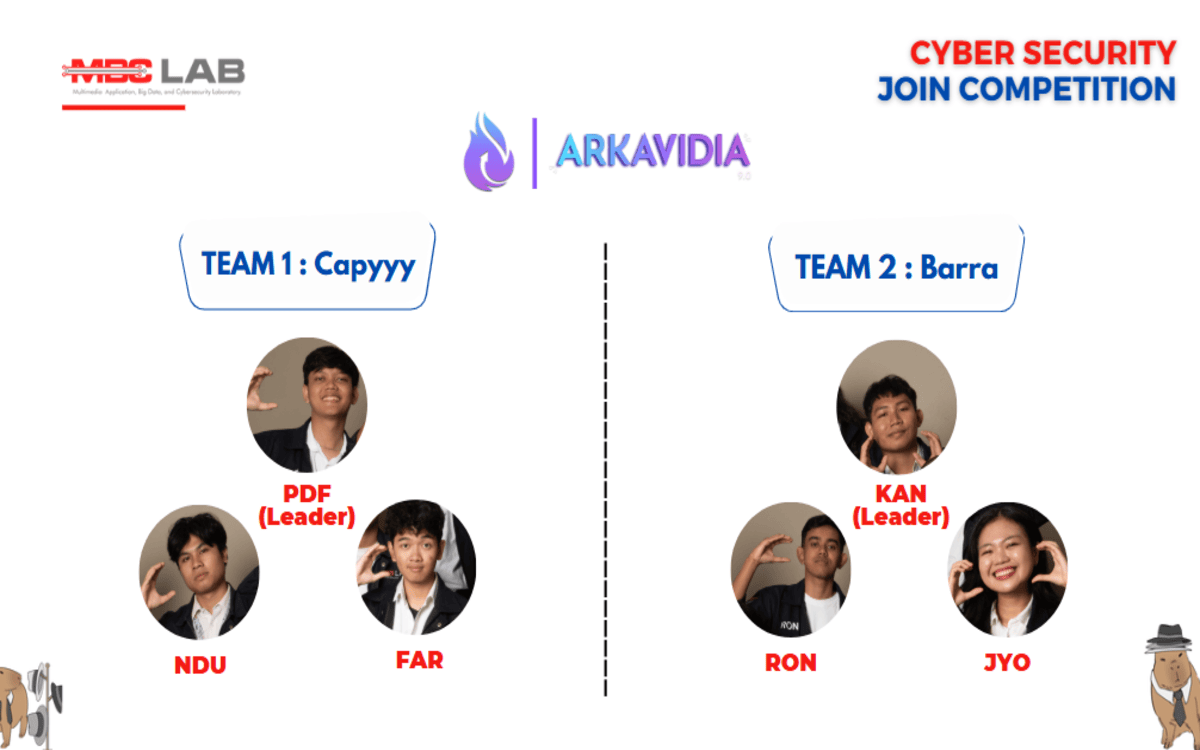 MBC LAB
Multimedia Application, Big Data, and Cybersecurity Laboratory
CYBER SECURITY
JOIN COMPETITION
ARKAVIDIA
9.0
TEAM 1 : Capyyy
TEAM 2 : Barra
PDF
(Leader)
KAN
(Leader)
NDU
FAR
RON
RON
JYO